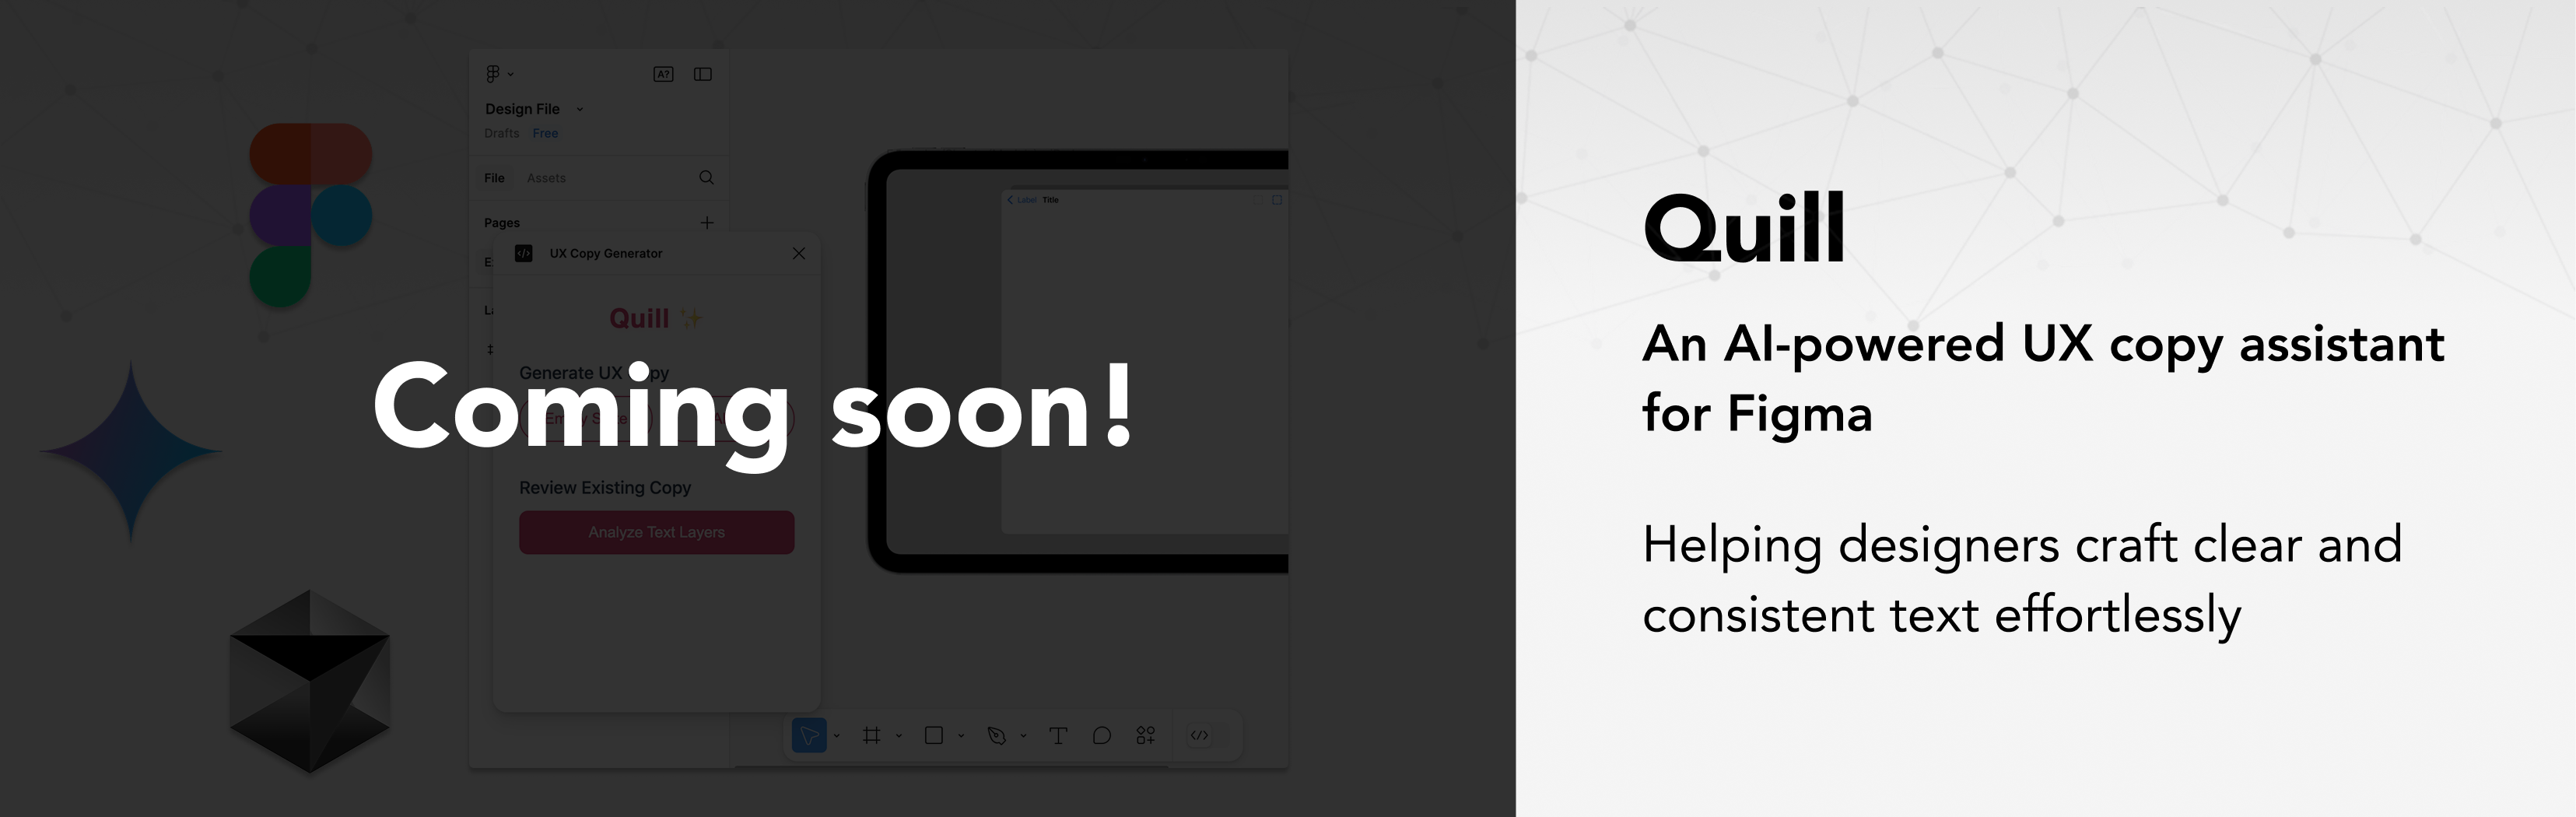 A?
Design File
Drafts Free
File Assets
Pages
UX Copy Generator
Quill ✨
Generate UX
Review Existing Copy
Analyze Text Layers
Label Title
Coming soon!
Quill
An AI-powered UX copy assistant
for Figma
Helping designers craft clear and
consistent text effortlessly